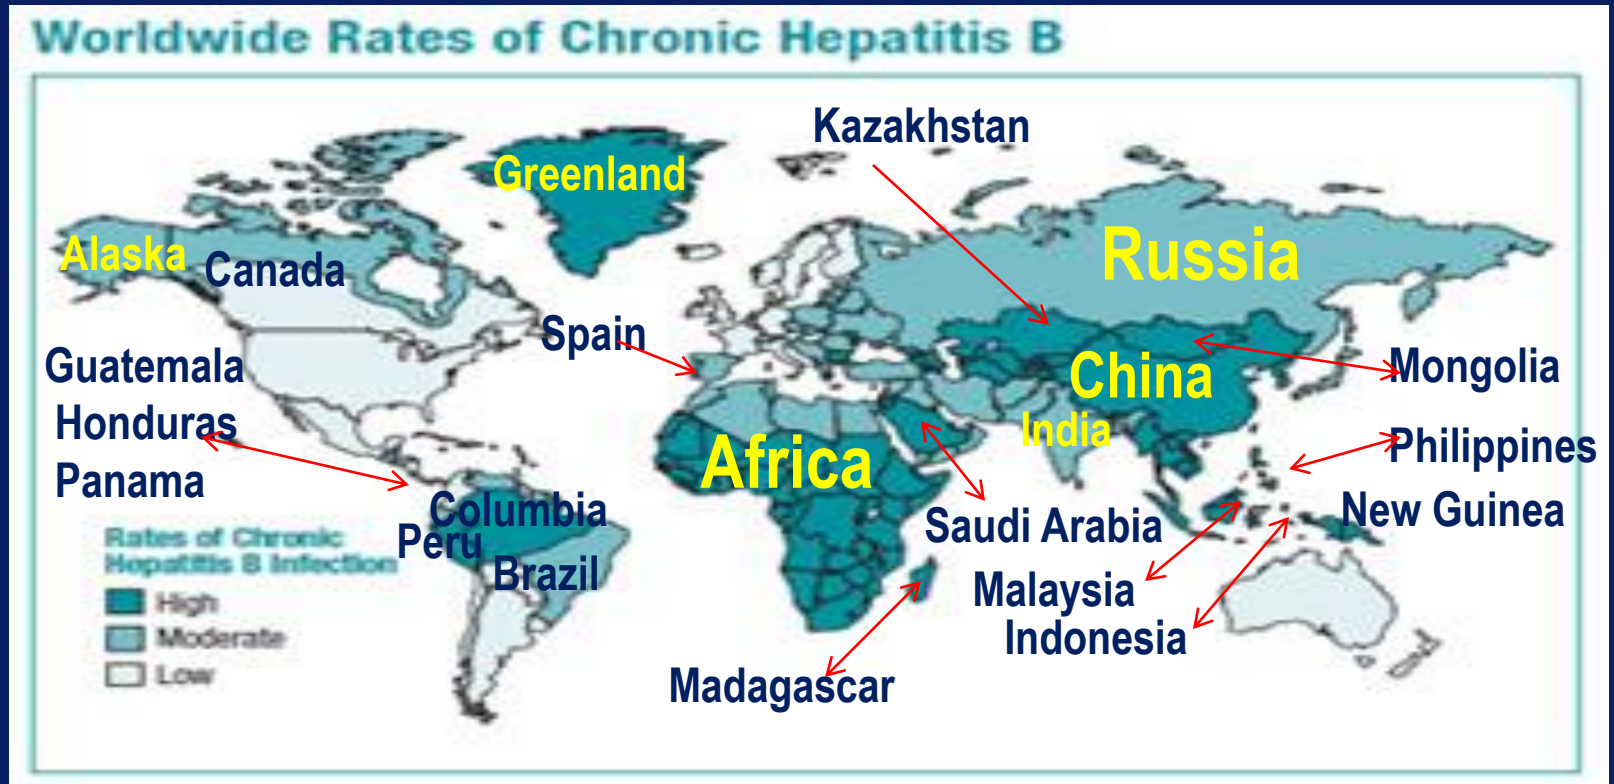 Worldwide Rates of Chronic Hepatitis B
Kazakhstan
Greenland
Russia
Alaska
Canada
Spain
China
Mongolia
Guatemala
Honduras
Panama
India
Africa
Philippines
Columbia
Peru
Brazil
Saudi Arabia
New Guinea
Malaysia
Indonesia
Madagascar
Rates of Chronic
Hepatitis B Infection
High
Moderate
Low